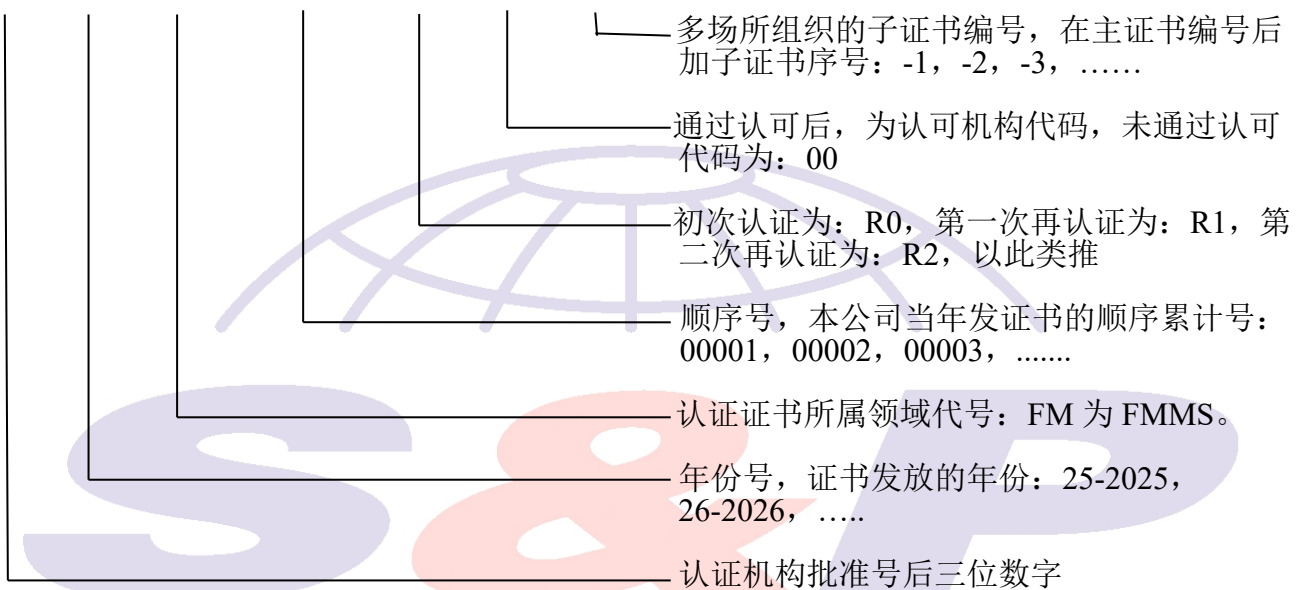 多场所组织的子证书编号，在主证书编号后
加子证书序号：-1，-2，-3，……
通过认可后，为认可机构代码，未通过认可
代码为：00
初次认证为：R0，第一次再认证为：R1，第
二次再认证为：R2，以此类推
顺序号，本公司当年发证书的顺序累计号：
00001，00002，00003，.......
认证证书所属领域代号：FM 为 FMMS。
年份号，证书发放的年份：25-2025，
26-2026，…..
认证机构批准号后三位数字
S&P